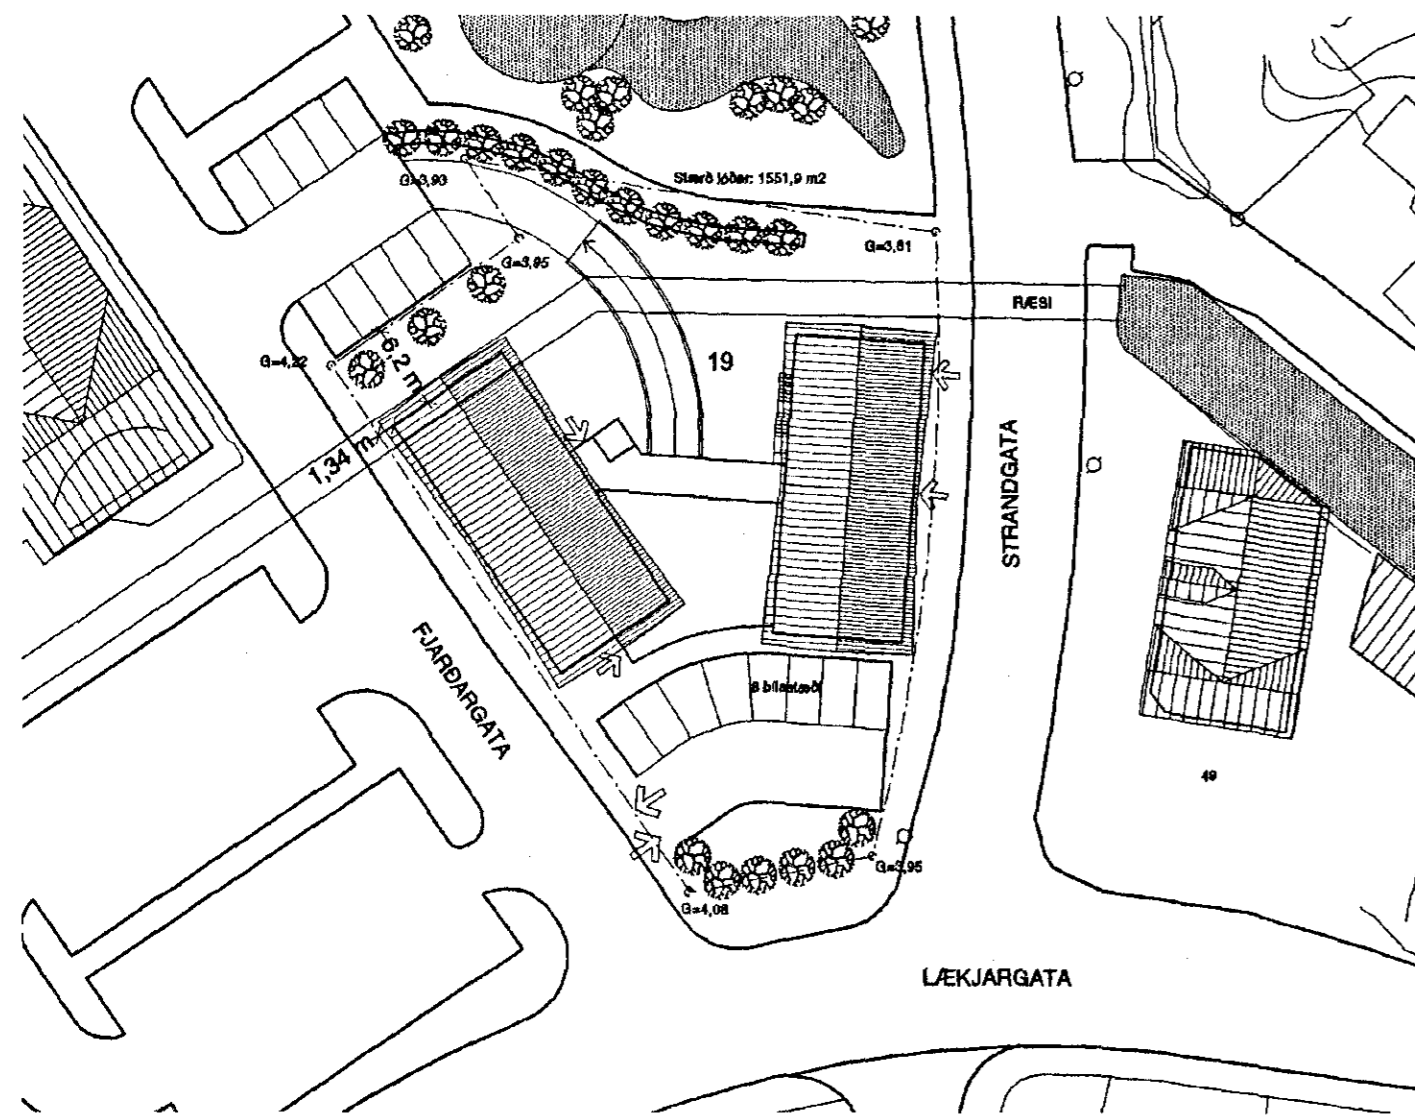 Stærð lóðar: 1551,9 m2
G=3,93
G=3,81
G=3,95
RÆSI
G=4,22
6,2 m
19
1,34 m
STRANDGATA
FJARÐARGATA
8 bílastæði
49
G=3,95
G=4,08
LÆKJARGATA